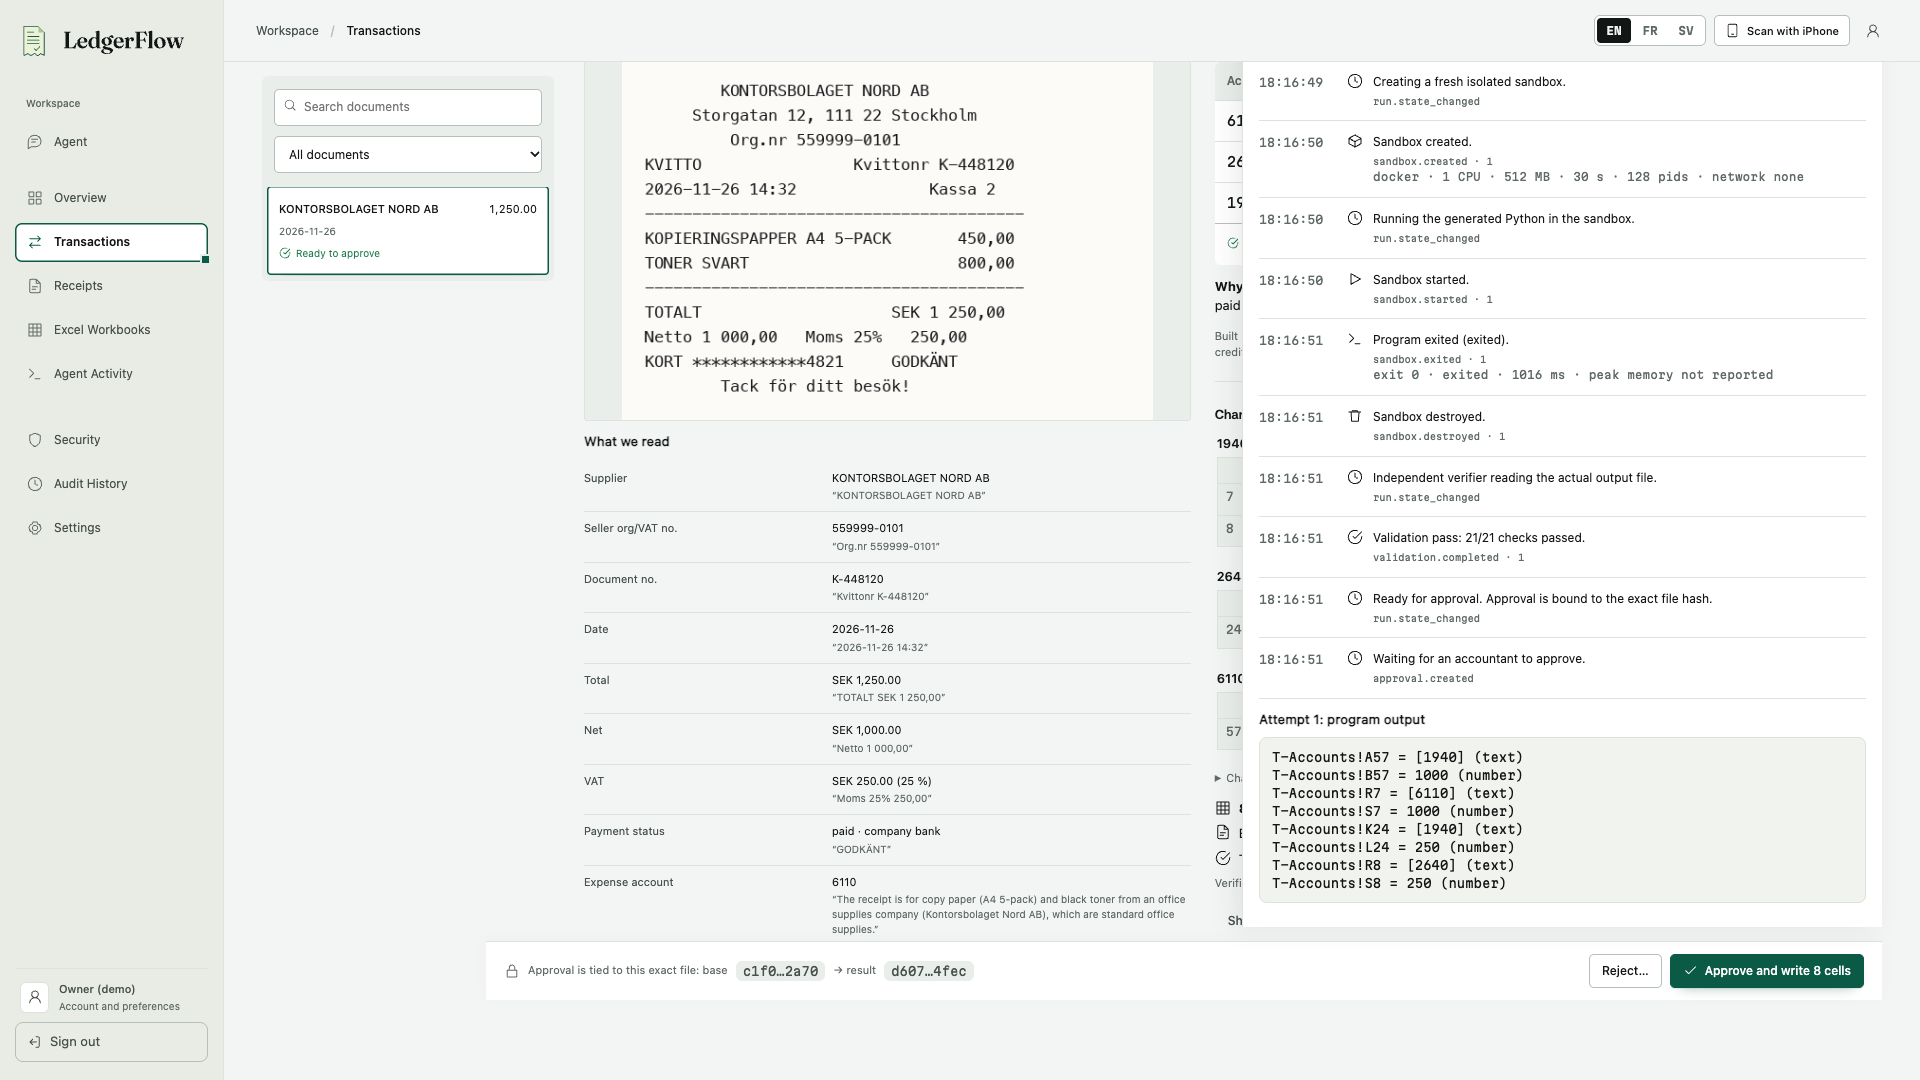 LedgerFlow
Workspace
Agent
Overview
Transactions
Receipts
Excel Workbooks
Agent Activity
Security
Audit History
Settings
Owner (demo)
Account and preferences
Sign out
Workspace / Transactions
EN FR SV
Scan with iPhone
Search documents
All documents
KONTORSBOLAGET NORD AB 1,250.00
2026-11-26
Ready to approve
KONTORSBOLAGET NORD AB
Storgatan 12, 111 22 Stockholm
Org.nr 559999-0101
KVITTO Kvittonr K-448120
2026-11-26 14:32 Kassa 2
KOPIERINGSPAPPER A4 5-PACK 450,00
TONER SVART 800,00
TOTALT SEK 1 250,00
Netto 1 000,00 Moms 25% 250,00
KORT ************4821 GODKÄNT
Tack för ditt besök!
What we read
Supplier KONTORSBOLAGET NORD AB
“KONTORSBOLAGET NORD AB”
Seller org/VAT no. 559999-0101
“Org.nr 559999-0101”
Document no. K-448120
“Kvittonr K-448120”
Date 2026-11-26
“2026-11-26 14:32”
Total SEK 1,250.00
“TOTALT SEK 1 250,00”
Net SEK 1,000.00
“Netto 1 000,00”
VAT SEK 250.00 (25 %)
“Moms 25% 250,00”
Payment status paid · company bank
“GODKÄNT”
Expense account 6110
“The receipt is for copy paper (A4 5-pack) and black toner from an office
supplies company (Kontorsbolaget Nord AB), which are standard office
supplies.”
Ac
61
26
19
Why
paid
Built
credi
Chan
1940
7
8
264
24
6110
57
Ch
Verifi
Sh
18:16:49 Creating a fresh isolated sandbox.
run.state_changed
18:16:50 Sandbox created.
sandbox.created · 1
docker · 1 CPU · 512 MB · 30 s · 128 pids · network none
18:16:50 Running the generated Python in the sandbox.
run.state_changed
18:16:50 Sandbox started.
sandbox.started · 1
18:16:51 Program exited (exited).
sandbox.exited · 1
exit 0 · exited · 1016 ms · peak memory not reported
18:16:51 Sandbox destroyed.
sandbox.destroyed · 1
18:16:51 Independent verifier reading the actual output file.
run.state_changed
18:16:51 Validation pass: 21/21 checks passed.
validation.completed · 1
18:16:51 Ready for approval. Approval is bound to the exact file hash.
run.state_changed
18:16:51 Waiting for an accountant to approve.
approval.created
Attempt 1: program output
T-Accounts!A57 = [1940] (text)
T-Accounts!B57 = 1000 (number)
T-Accounts!R7 = [6110] (text)
T-Accounts!S7 = 1000 (number)
T-Accounts!K24 = [1940] (text)
T-Accounts!L24 = 250 (number)
T-Accounts!R8 = [2640] (text)
T-Accounts!S8 = 250 (number)
Approval is tied to this exact file: base c1f0…2a70 → result d607…4fec
Reject…
Approve and write 8 cells